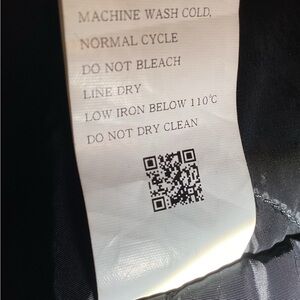 MACHINE WASH COLD,
NORMAL CYCLE
DO NOT BLEACH
LINE DRY
LOW IRON BELOW 110℃
DO NOT DRY CLEAN